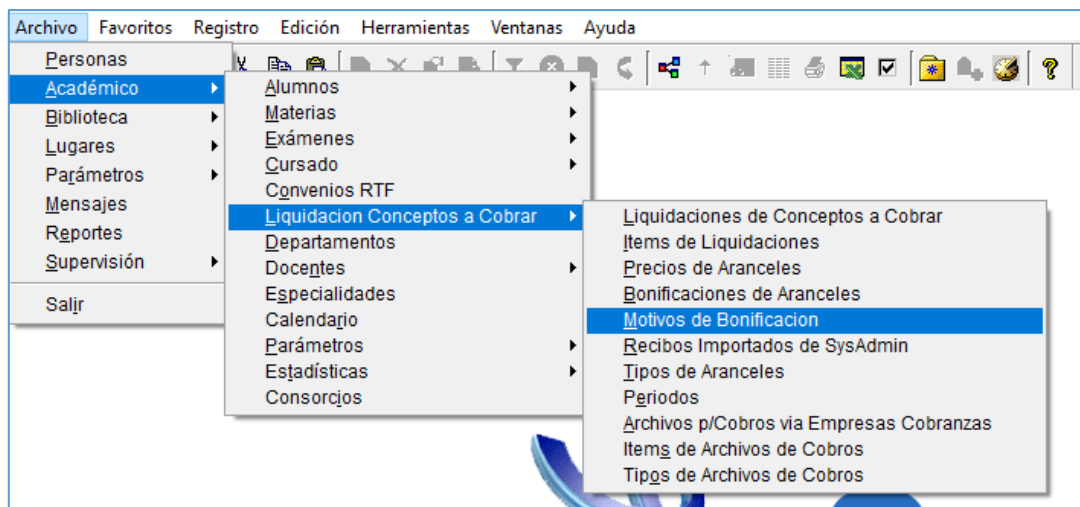 Archivo Favoritos Registro Edición Herramientas Ventanas Ayuda
Personas
Académico
Biblioteca
Lugares
Parámetros
Mensajes
Reportes
Supervisión
Salir
Alumnos
Materias
Exámenes
Cursado
Convenios RTF
Liquidacion Conceptos a Cobrar
Departamentos
Docentes
Especialidades
Calendario
Parámetros
Estadísticas
Consorcios
Liquidaciones de Conceptos a Cobrar
Items de Liquidaciones
Precios de Aranceles
Bonificaciones de Aranceles
Motivos de Bonificacion
Recibos Importados de SysAdmin
Tipos de Aranceles
Periodos
Archivos p/Cobros via Empresas Cobranzas
Items de Archivos de Cobros
Tipos de Archivos de Cobros